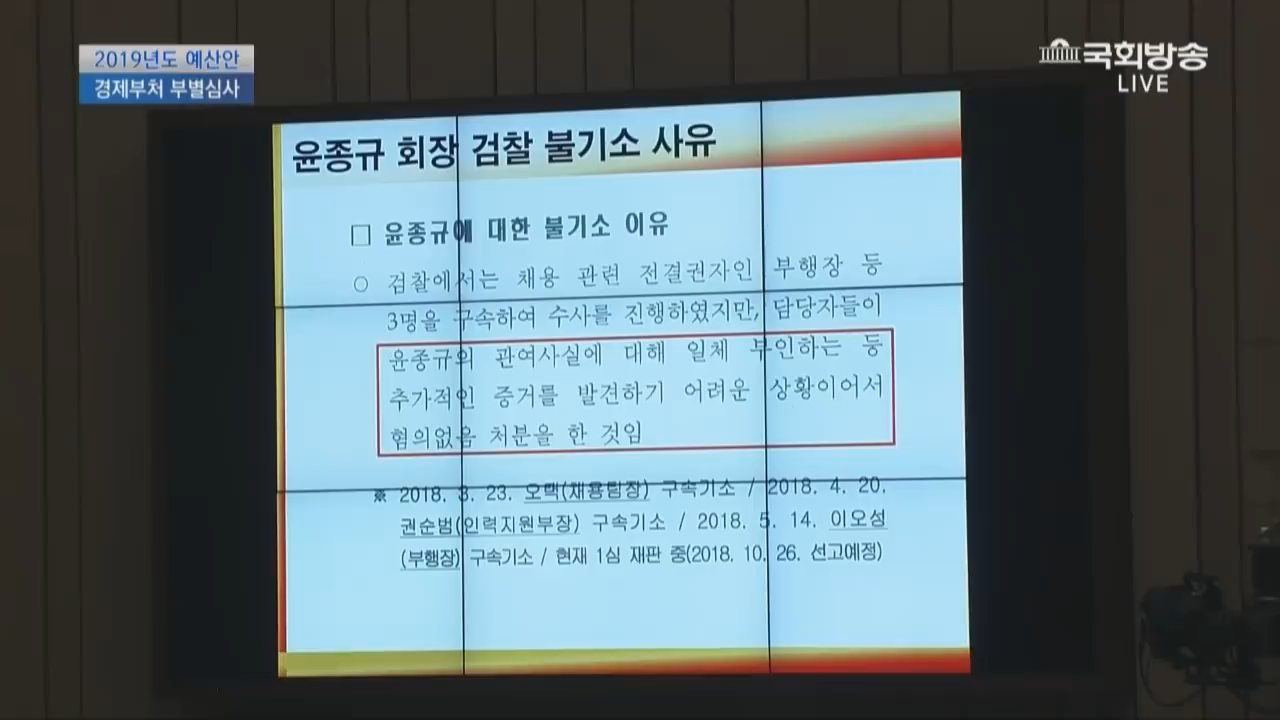 2019년도 예산안
경제부처 부별심사
국회방송
LIVE
윤종규 회장 검찰 불기소 사유
□ 윤종규에 대한 불기소 이유
○ 검찰에서는 채용 관련 전결권자인 부행장 등
3명을 구속하여 수사를 진행하였지만, 담당자들이
윤종규의 관여사실에 대해 일체 부인하는 등
추가적인 증거를 발견하기 어려운 상황이어서
혐의없음 처분을 한 것임
※ 2018. 3. 23. 오택(채용팀장) 구속기소 / 2018. 4. 20.
권순범(인력지원부장) 구속기소 / 2018. 5. 14. 이오성
(부행장) 구속기소 / 현재 1심 재판 중(2018. 10. 26. 선고예정)